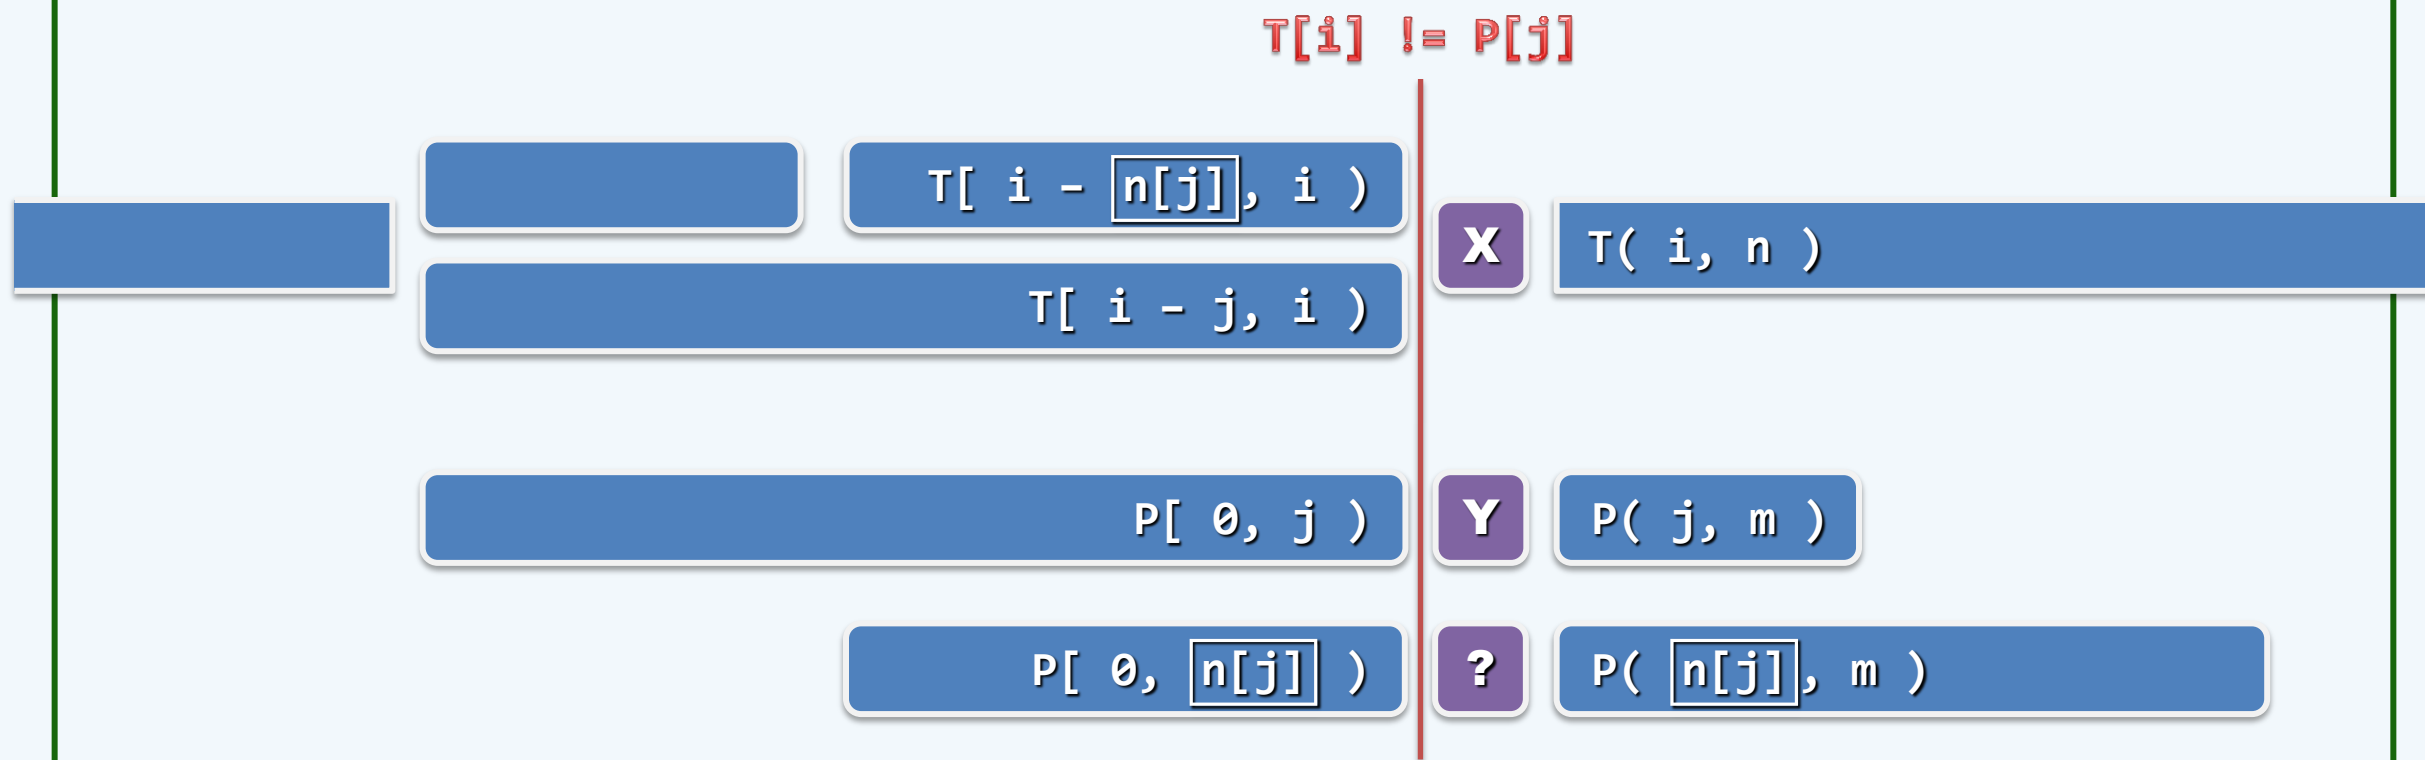 T[i] != P[j]
T[ i - n[j], i )
X T( i, n )
T[ i - j, i )
P[ 0, j ) Y P( j, m )
P[ 0, n[j] ) ? P( n[j], m )